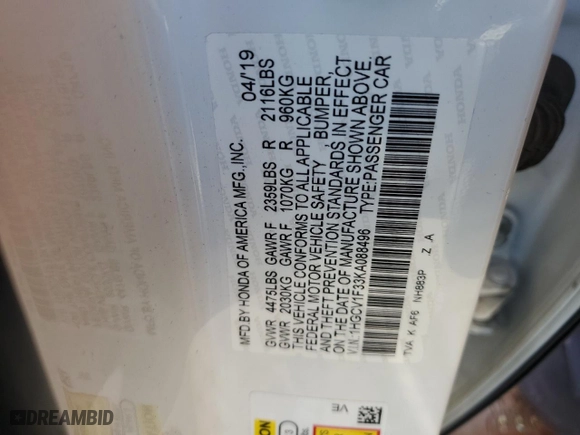 MFD BY HONDA OF AMERICA MFG.,INC. 04/'19
GVWR 4475LBS GAWR F 2359LBS R 2116LBS
GVWR 2030KG GAWR F 1070KG R 960KG
THIS VEHICLE CONFORMS TO ALL APPLICABLE
FEDERAL MOTOR VEHICLE SAFETY , BUMPER,
AND THEFT PREVENTION STANDARDS IN EFFECT
ON THE DATE OF MANUFACTURE SHOWN ABOVE.
V.I.N. 1HGCV1F33KA088496 TYPE:PASSENGER CAR
TVA K AF6 NH883P .Z A
VE
DREAMBID